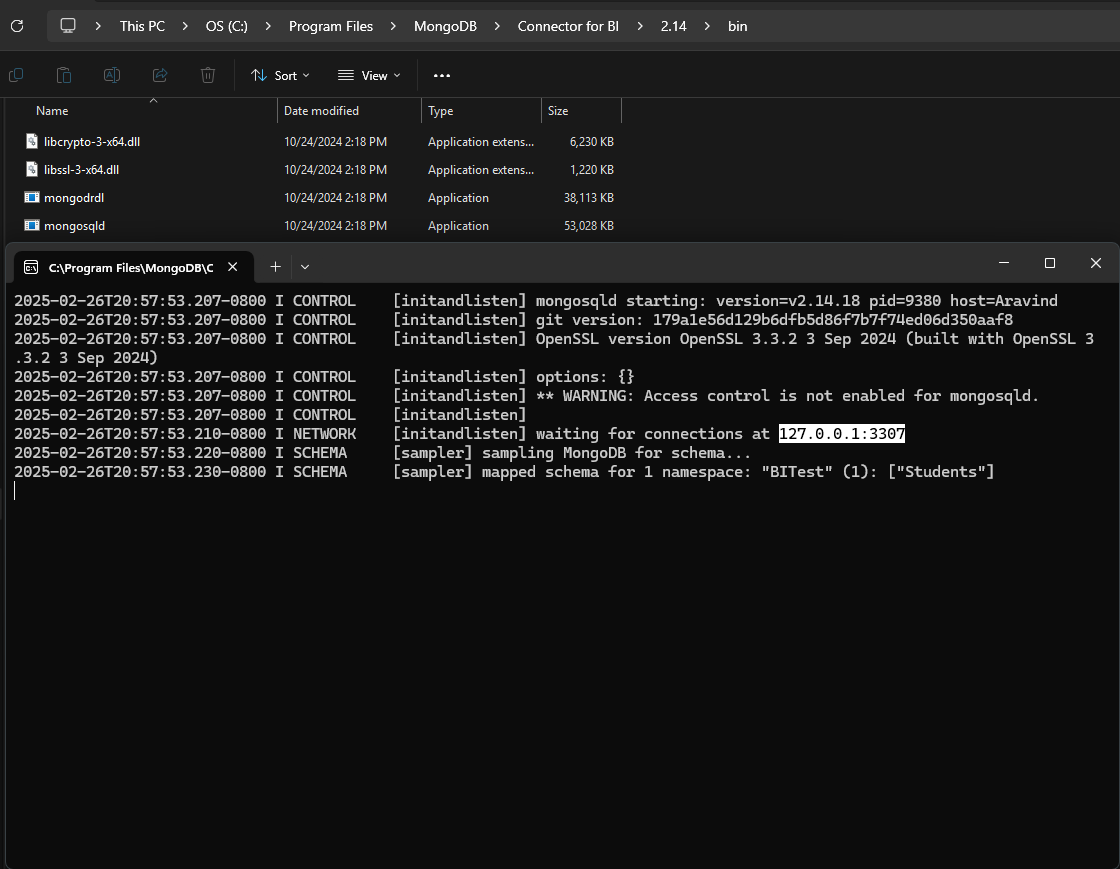 This PC > OS (C:) > Program Files > MongoDB > Connector for BI > 2.14 > bin
Sort View ...
Name Date modified Type Size
libcrypto-3-x64.dll 10/24/2024 2:18 PM Application extens... 6,230 KB
libssl-3-x64.dll 10/24/2024 2:18 PM Application extens... 1,220 KB
mongodrdl 10/24/2024 2:18 PM Application 38,113 KB
mongosqld 10/24/2024 2:18 PM Application 53,028 KB
C:\Program Files\MongoDB\C
2025-02-26T20:57:53.207-0800 I CONTROL [initandlisten] mongosqld starting: version=v2.14.18 pid=9380 host=Aravind
2025-02-26T20:57:53.207-0800 I CONTROL [initandlisten] git version: 179a1e56d129b6dfb5d86f7b7f74ed06d350aaf8
2025-02-26T20:57:53.207-0800 I CONTROL [initandlisten] OpenSSL version OpenSSL 3.3.2 3 Sep 2024 (built with OpenSSL 3
.3.2 3 Sep 2024)
2025-02-26T20:57:53.207-0800 I CONTROL [initandlisten] options: {}
2025-02-26T20:57:53.207-0800 I CONTROL [initandlisten] ** WARNING: Access control is not enabled for mongosqld.
2025-02-26T20:57:53.207-0800 I CONTROL [initandlisten]
2025-02-26T20:57:53.210-0800 I NETWORK [initandlisten] waiting for connections at 127.0.0.1:3307
2025-02-26T20:57:53.220-0800 I SCHEMA [sampler] sampling MongoDB for schema...
2025-02-26T20:57:53.230-0800 I SCHEMA [sampler] mapped schema for 1 namespace: "BITest" (1): ["Students"]